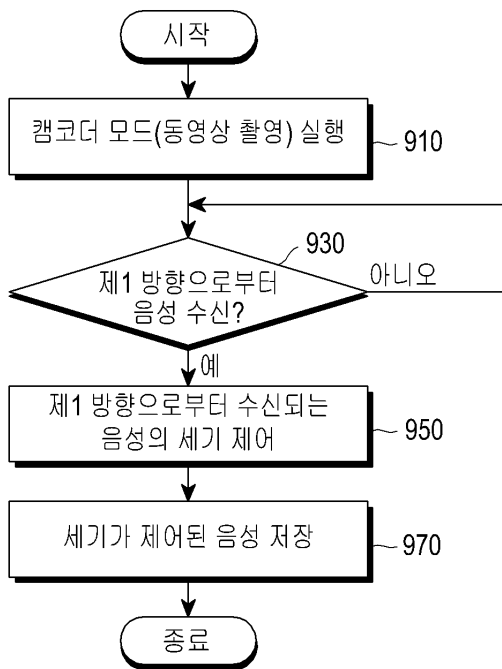 시작
캠코더 모드(동영상 촬영) 실행
910
930
제1 방향으로부터
음성 수신?
아니오
예
제1 방향으로부터 수신되는
음성의 세기 제어
950
세기가 제어된 음성 저장
970
종료